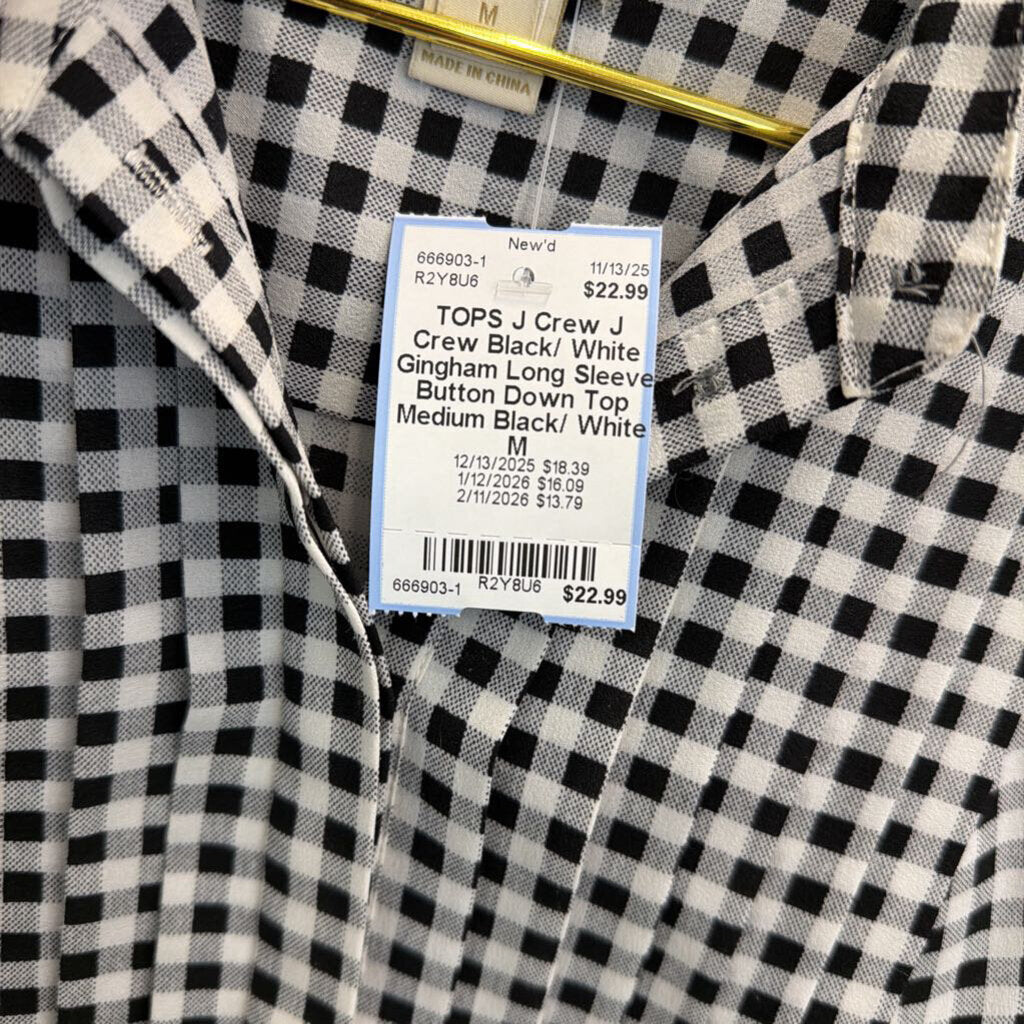 M
MADE IN CHINA
New'd
666903-1 11/13/25
R2Y8U6 $22.99
TOPS J Crew J
Crew Black/ White
Gingham Long Sleeve
Button Down Top
Medium Black/ White
M
12/13/2025 $18.39
1/12/2026 $16.09
2/11/2026 $13.79
666903-1 R2Y8U6 $22.99